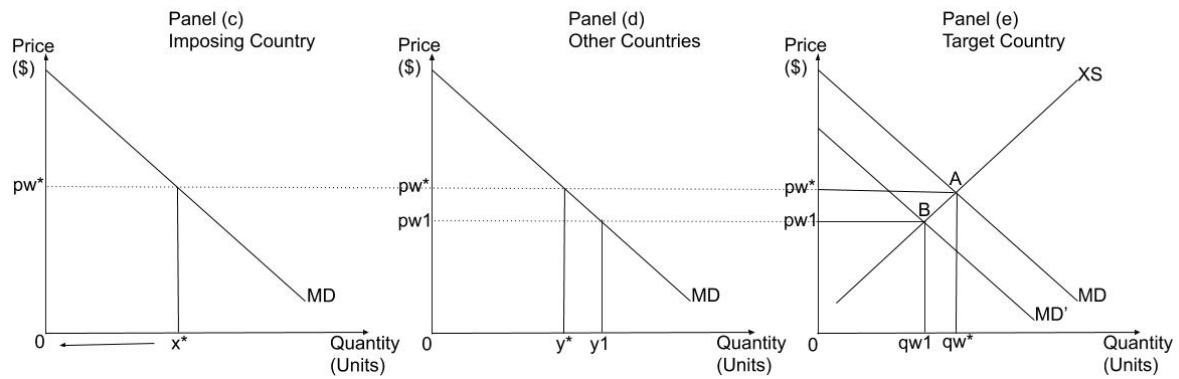 Panel (c)
Imposing Country
Price
($)
pw*
MD
0
x*
Quantity
(Units)
Panel (d)
Other Countries
Price
($)
pw*
pw1
MD
0
y*
y1
Quantity
(Units)
Panel (e)
Target Country
Price
($)
XS
A
pw*
B
pw1
MD
MD'
0
qw1
qw*
Quantity
(Units)